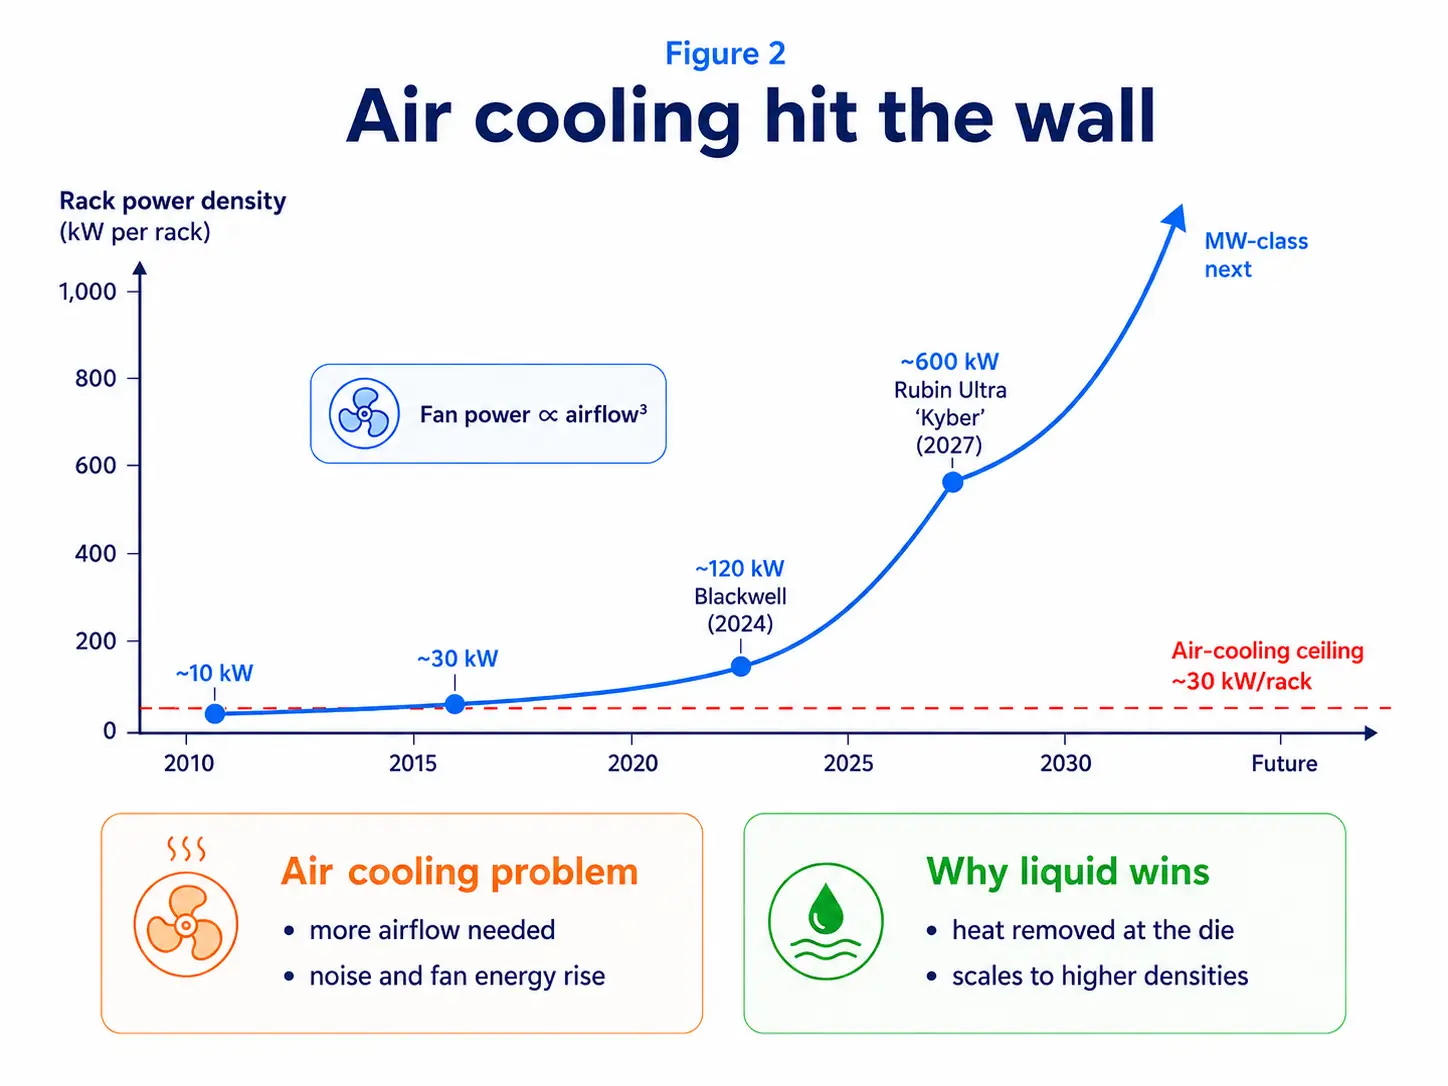 Figure 2
Air cooling hit the wall
Rack power density
(kW per rack)
1,000
800
600
400
200
0
Fan power ∝ airflow³
~10 kW
~30 kW
~120 kW
Blackwell
(2024)
~600 kW
Rubin Ultra
‘Kyber’
(2027)
MW-class
next
Air-cooling ceiling
~30 kW/rack
2010
2015
2020
2025
2030
Future
Air cooling problem
• more airflow needed
• noise and fan energy rise
Why liquid wins
• heat removed at the die
• scales to higher densities